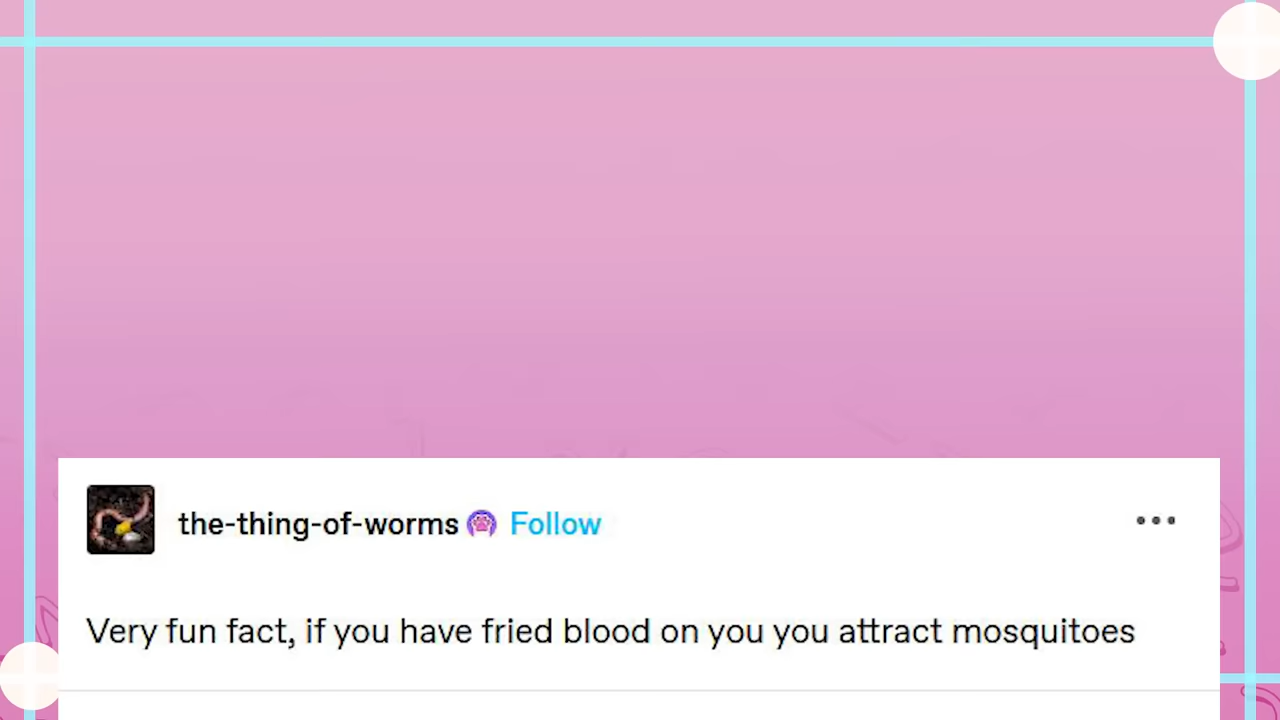 the-thing-of-worms Follow
Very fun fact, if you have fried blood on you you attract mosquitoes